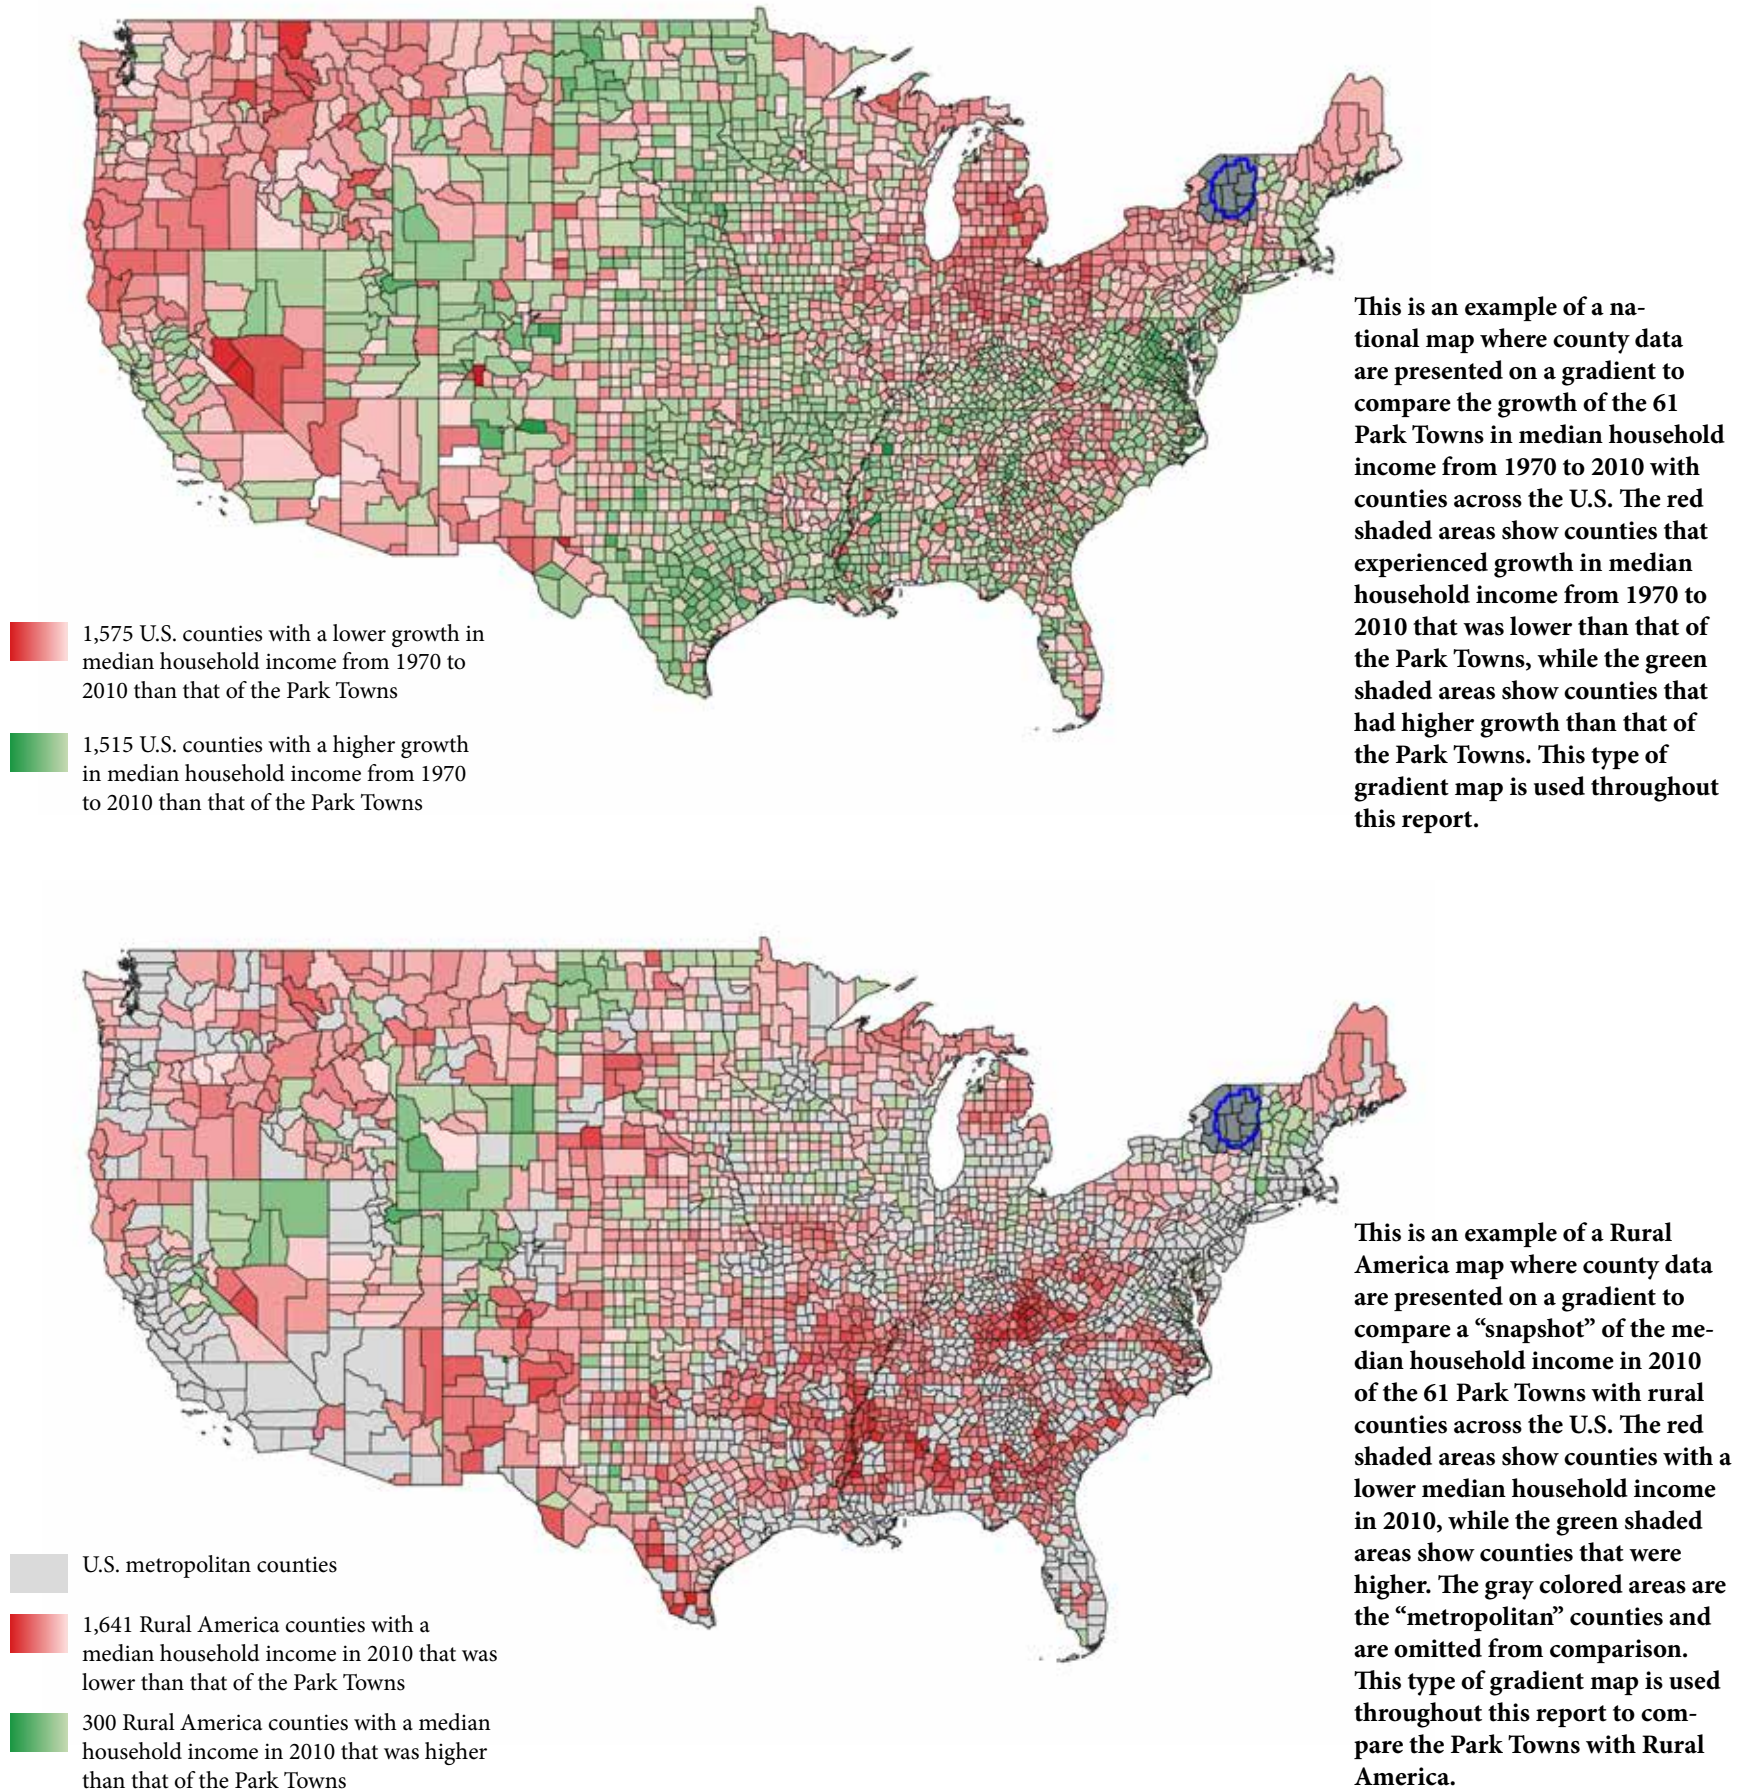 This is an example of a na-
tional map where county data
are presented on a gradient to
compare the growth of the 61
Park Towns in median household
income from 1970 to 2010 with
counties across the U.S. The red
shaded areas show counties that
experienced growth in median
household income from 1970 to
2010 that was lower than that of
the Park Towns, while the green
shaded areas show counties that
had higher growth than that of
the Park Towns. This type of
gradient map is used throughout
this report.
1,575 U.S. counties with a lower growth in
median household income from 1970 to
2010 than that of the Park Towns
1,515 U.S. counties with a higher growth
in median household income from 1970
to 2010 than that of the Park Towns
This is an example of a Rural
America map where county data
are presented on a gradient to
compare a “snapshot” of the me-
dian household income in 2010
of the 61 Park Towns with rural
counties across the U.S. The red
shaded areas show counties with a
lower median household income
in 2010, while the green shaded
areas show counties that were
higher. The gray colored areas are
the “metropolitan” counties and
are omitted from comparison.
This type of gradient map is used
throughout this report to com-
pare the Park Towns with Rural
America.
U.S. metropolitan counties
1,641 Rural America counties with a
median household income in 2010 that was
lower than that of the Park Towns
300 Rural America counties with a median
household income in 2010 that was higher
than that of the Park Towns